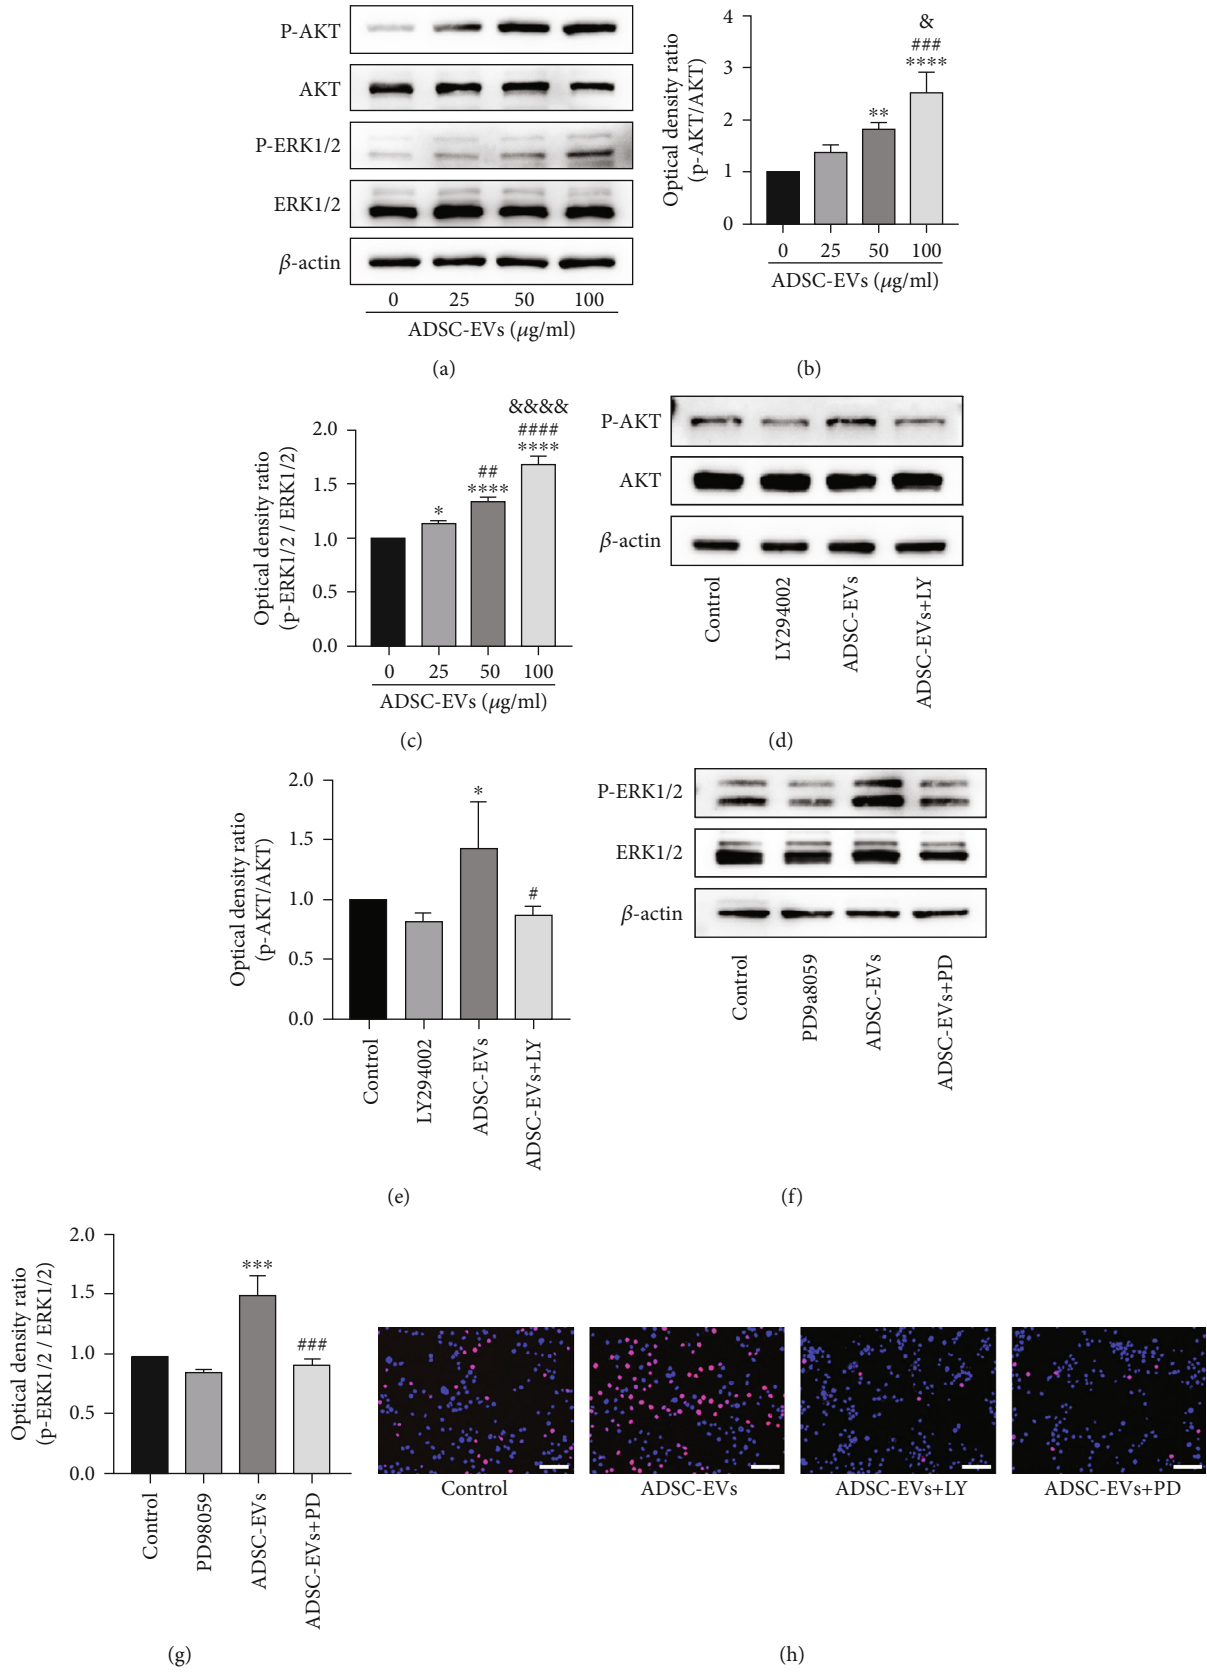 P-AKT
AKT
P-ERK1/2
ERK1/2
β-actin
0 25 50 100
ADSC-EVs (μg/ml)
(a)
Optical density ratio
(p-AKT/AKT)
4
3
2
1
0
&
###
****
**
0 25 50 100
ADSC-EVs (μg/ml)
(b)
Optical density ratio
(p-ERK1/2 / ERK1/2)
2.0
1.5
1.0
0.5
0.0
&&&&
####
****
##
****
*
0 25 50 100
ADSC-EVs (μg/ml)
(c)
P-AKT
AKT
β-actin
Control
LY294002
ADSC-EVs
ADSC-EVs+LY
(d)
Optical density ratio
(p-AKT/AKT)
2.0
1.5
1.0
0.5
0.0
*
#
Control
LY294002
ADSC-EVs
ADSC-EVs+LY
(e)
P-ERK1/2
ERK1/2
β-actin
Control
PD9a8059
ADSC-EVs
ADSC-EVs+PD
(f)
Optical density ratio
(p-ERK1/2 / ERK1/2)
2.0
1.5
1.0
0.5
0.0
***
###
Control
PD98059
ADSC-EVs
ADSC-EVs+PD
(g)
Control
ADSC-EVs
ADSC-EVs+LY
ADSC-EVs+PD
(h)